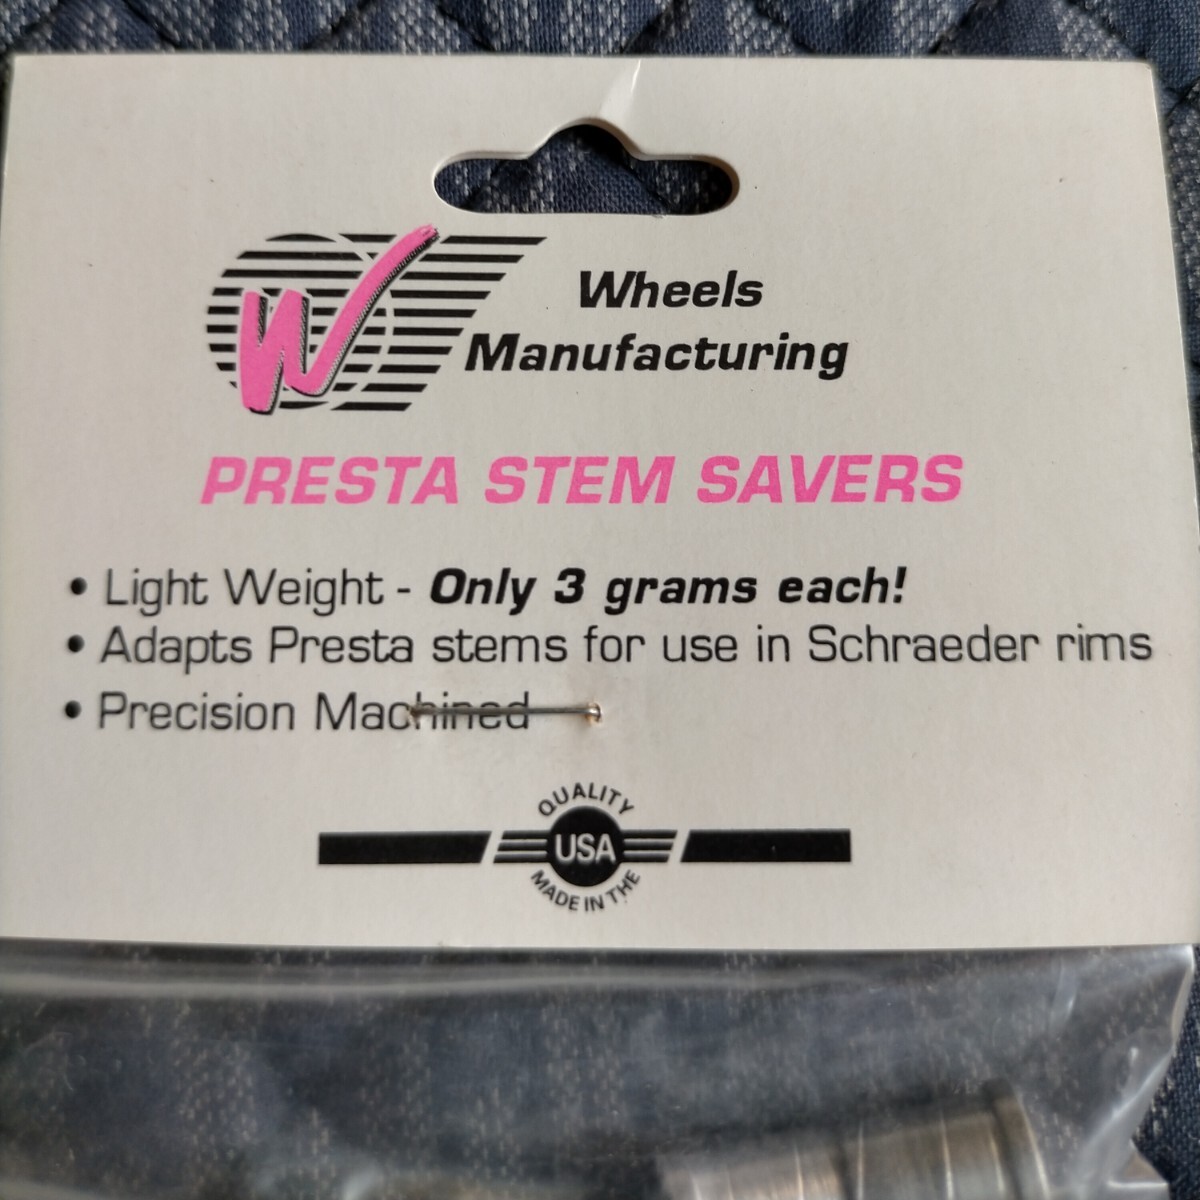 W
Wheels
Manufacturing
PRESTA STEM SAVERS
• Light Weight - Only 3 grams each!
• Adapts Presta stems for use in Schraeder rims
• Precision Machined
QUALITY
USA
MADE IN THE